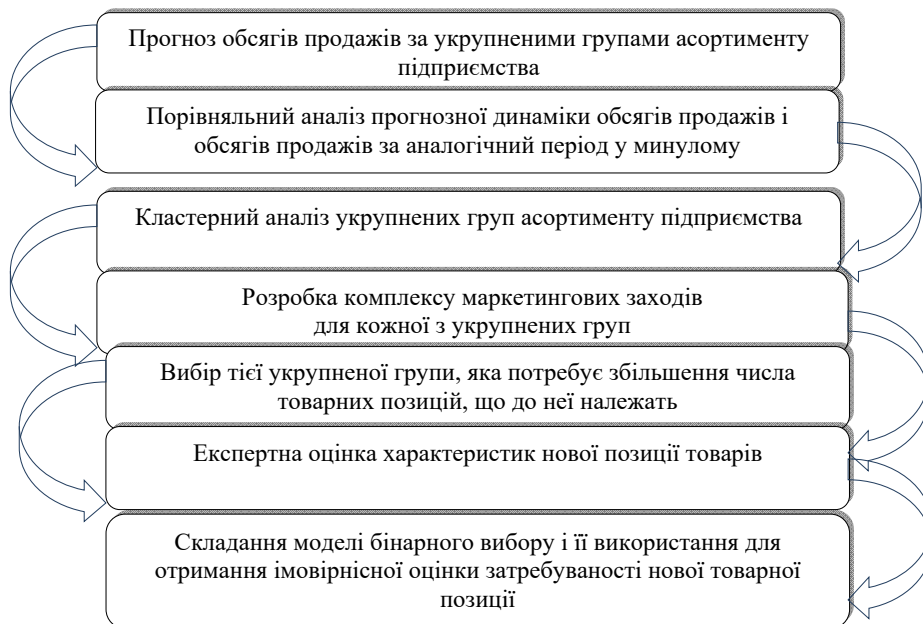 Прогноз обсягів продажів за укрупненими групами асортименту
підприємства
Порівняльний аналіз прогнозної динаміки обсягів продажів і
обсягів продажів за аналогічний період у минулому
Кластерний аналіз укрупнених груп асортименту підприємства
Розробка комплексу маркетингових заходів
для кожної з укрупнених груп
Вибір тієї укрупненої групи, яка потребує збільшення числа
товарних позицій, що до неї належать
Експертна оцінка характеристик нової позиції товарів
Складання моделі бінарного вибору і її використання для
отримання імовірнісної оцінки затребуваності нової товарної
позиції